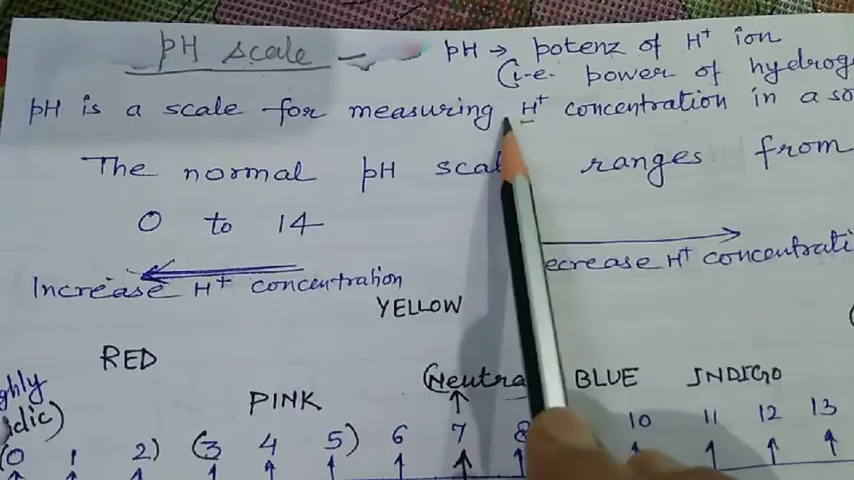 pH scale -
pH → potenz of H⁺ ion
(i.e. power of hydrog
pH is a scale for measuring H⁺ concentration in a so
The normal pH scal ranges from
0 to 14
Increase H⁺ concentration
ecrease H⁺ concentrati
YELLOW
RED
ghly
idic)
PINK
(Neutra
BLUE
INDIGO
(0 1 2) (3 4 5) 6 7 8 10 11 12 13